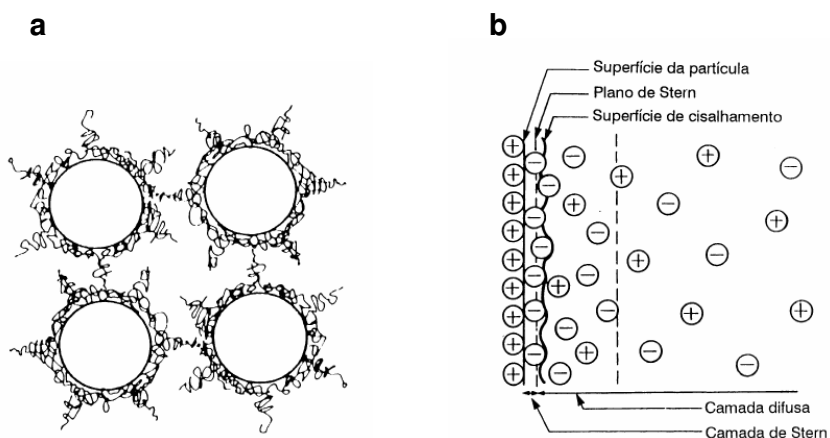 a
b
Superfície da partícula
Plano de Stern
Superfície de cisalhamento
Camada difusa
Camada de Stern